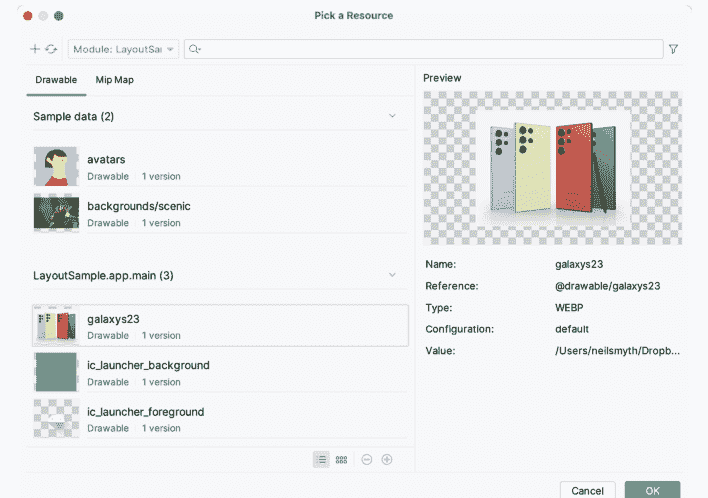 Pick a Resource
Module: LayoutSai
Drawable Mip Map
Sample data (2)
avatars
Drawable 1 version
backgrounds/scenic
Drawable 1 version
LayoutSample.app.main (3)
galaxys23
Drawable 1 version
ic_launcher_background
Drawable 1 version
ic_launcher_foreground
Drawable 1 version
Preview
Name: galaxys23
Reference: @drawable/galaxys23
Type: WEBP
Configuration: default
Value: /Users/neilsmyth/Dropb...
Cancel OK